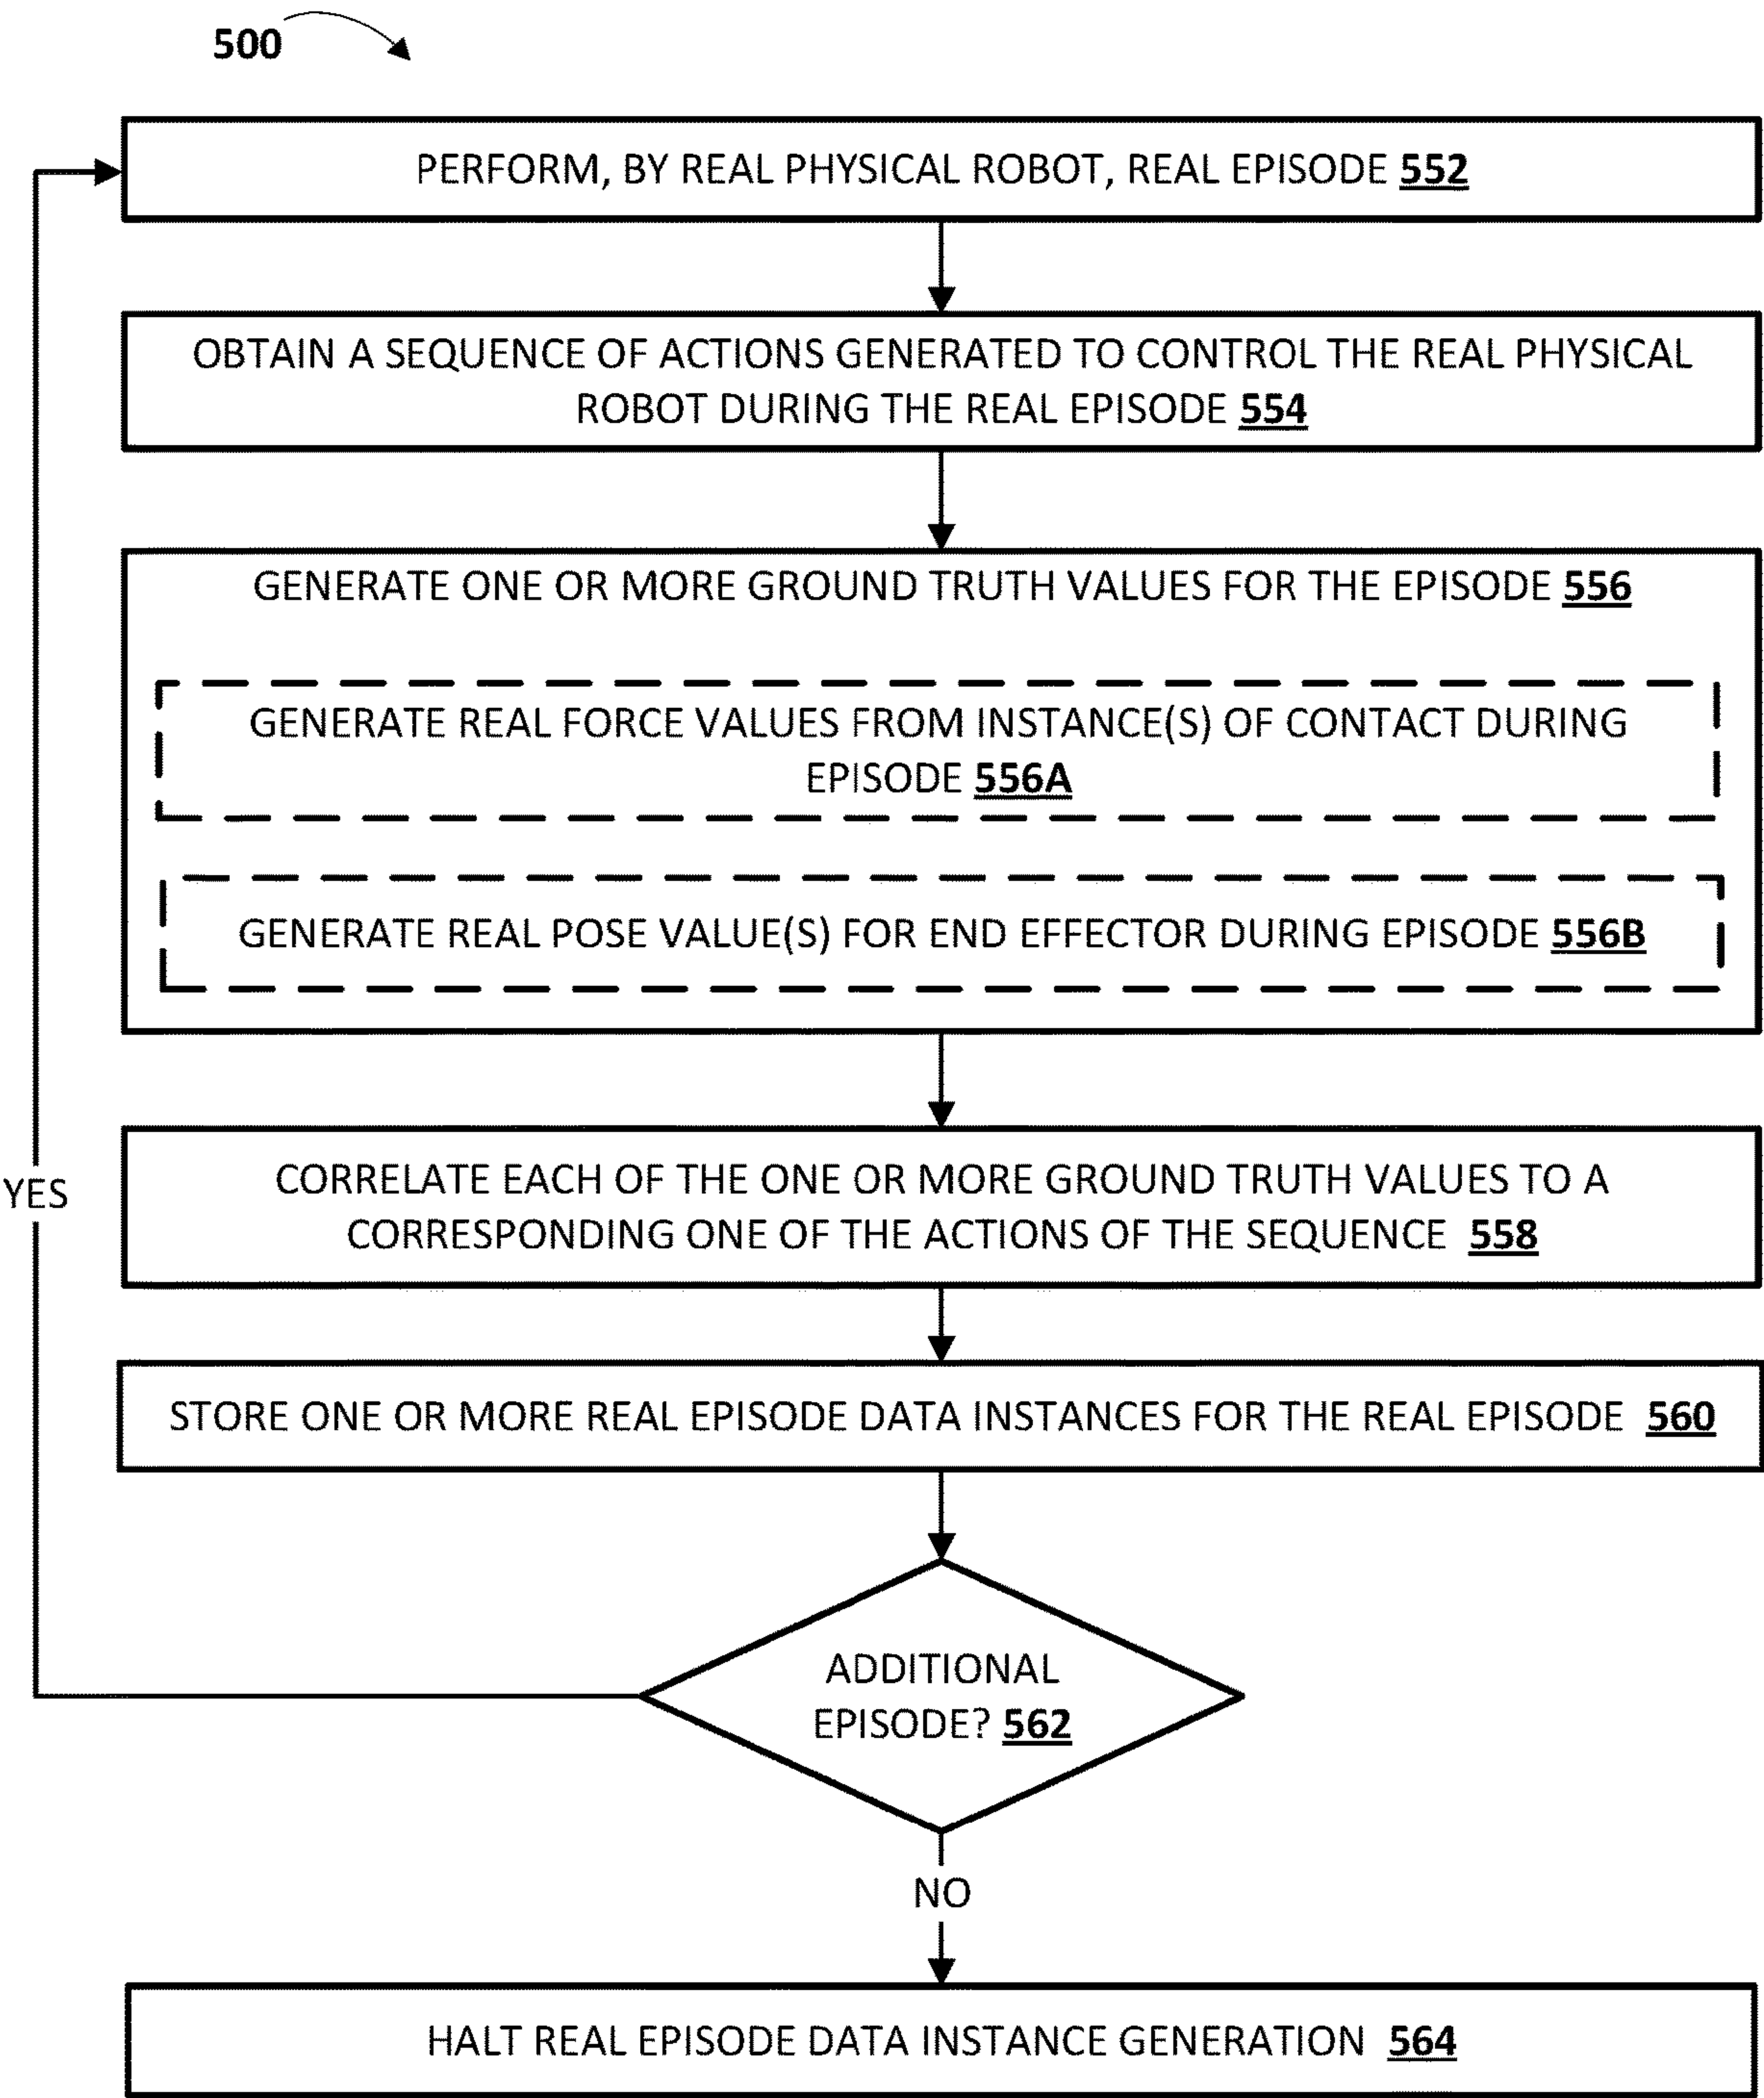 500
PERFORM, BY REAL PHYSICAL ROBOT, REAL EPISODE 552
OBTAIN A SEQUENCE OF ACTIONS GENERATED TO CONTROL THE REAL PHYSICAL
ROBOT DURING THE REAL EPISODE 554
GENERATE ONE OR MORE GROUND TRUTH VALUES FOR THE EPISODE 556
GENERATE REAL FORCE VALUES FROM INSTANCE(S) OF CONTACT DURING
EPISODE 556A
GENERATE REAL POSE VALUE(S) FOR END EFFECTOR DURING EPISODE 556B
CORRELATE EACH OF THE ONE OR MORE GROUND TRUTH VALUES TO A
CORRESPONDING ONE OF THE ACTIONS OF THE SEQUENCE 558
YES
STORE ONE OR MORE REAL EPISODE DATA INSTANCES FOR THE REAL EPISODE 560
ADDITIONAL
EPISODE? 562
NO
HALT REAL EPISODE DATA INSTANCE GENERATION 564